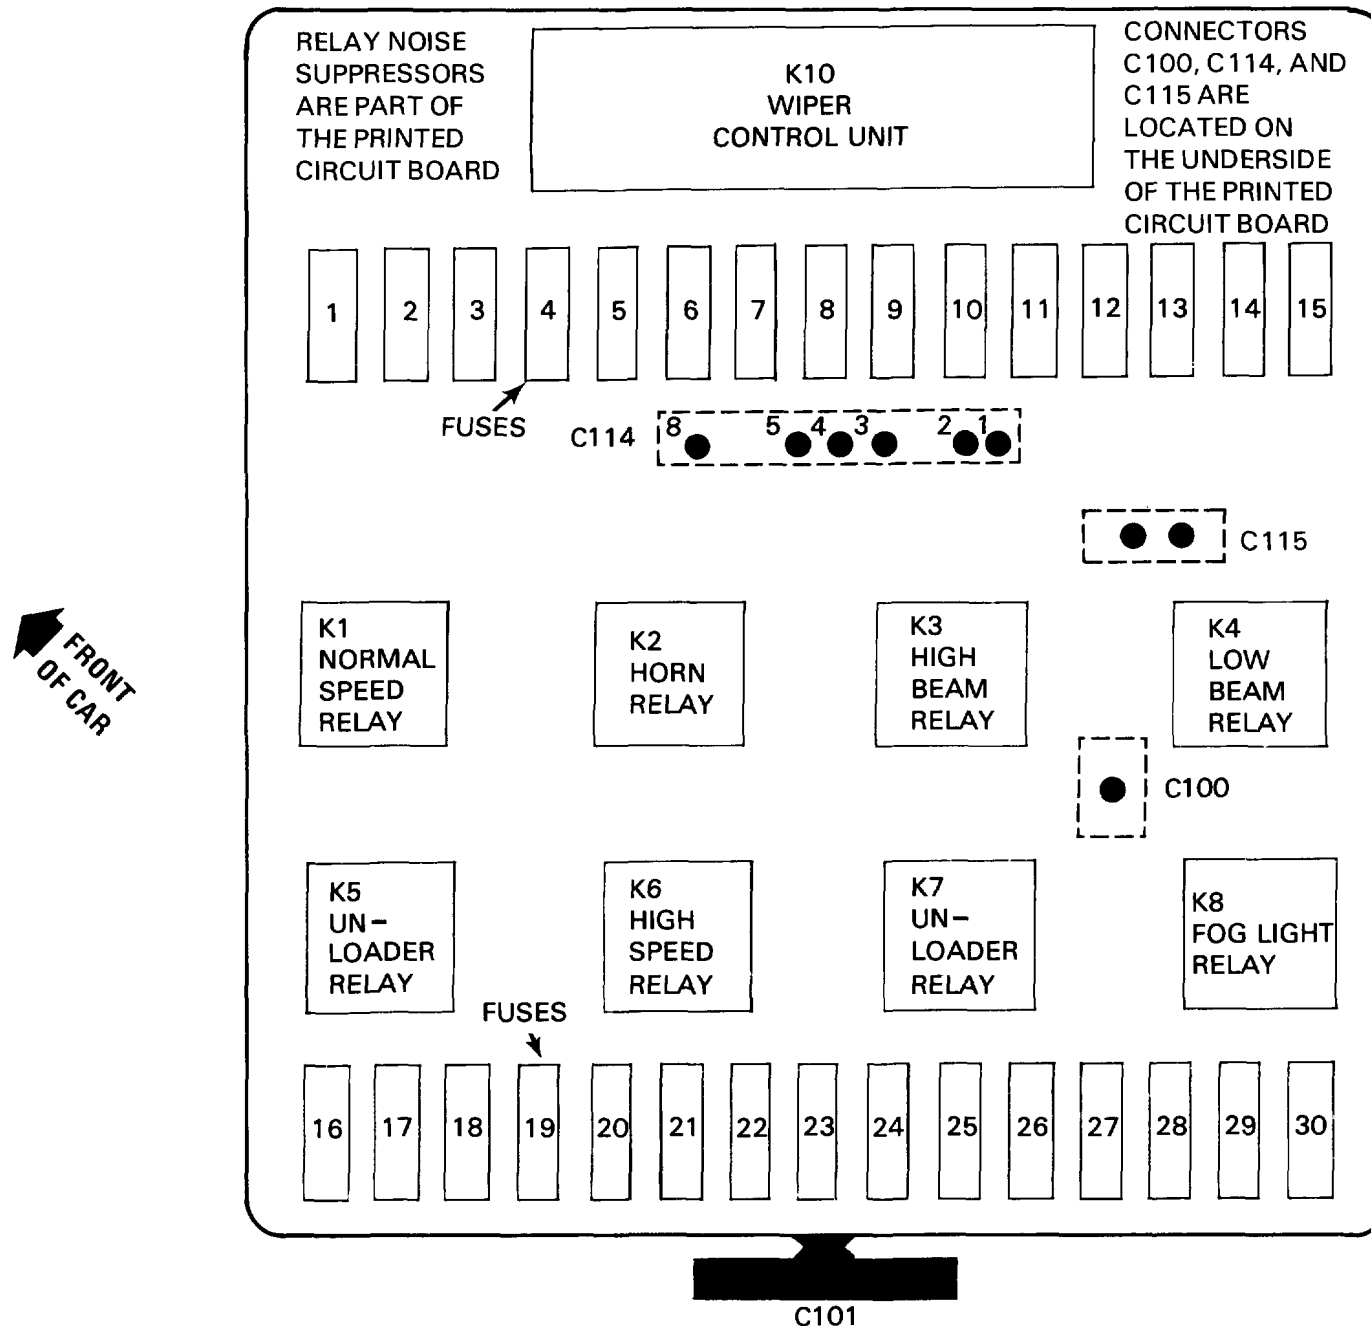 RELAY NOISE
SUPPRESSORS
ARE PART OF
THE PRINTED
CIRCUIT BOARD
K10
WIPER
CONTROL UNIT
CONNECTORS
C100, C114, AND
C115 ARE
LOCATED ON
THE UNDERSIDE
OF THE PRINTED
CIRCUIT BOARD
1 2 3 4 5 6 7 8 9 10 11 12 13 14 15
FUSES
C114
8 5 4 3 2 1
C115
FRONT
OF CAR
K1
NORMAL
SPEED
RELAY
K2
HORN
RELAY
K3
HIGH
BEAM
RELAY
K4
LOW
BEAM
RELAY
C100
K5
UN–
LOADER
RELAY
K6
HIGH
SPEED
RELAY
K7
UN–
LOADER
RELAY
K8
FOG LIGHT
RELAY
FUSES
16 17 18 19 20 21 22 23 24 25 26 27 28 29 30
C101